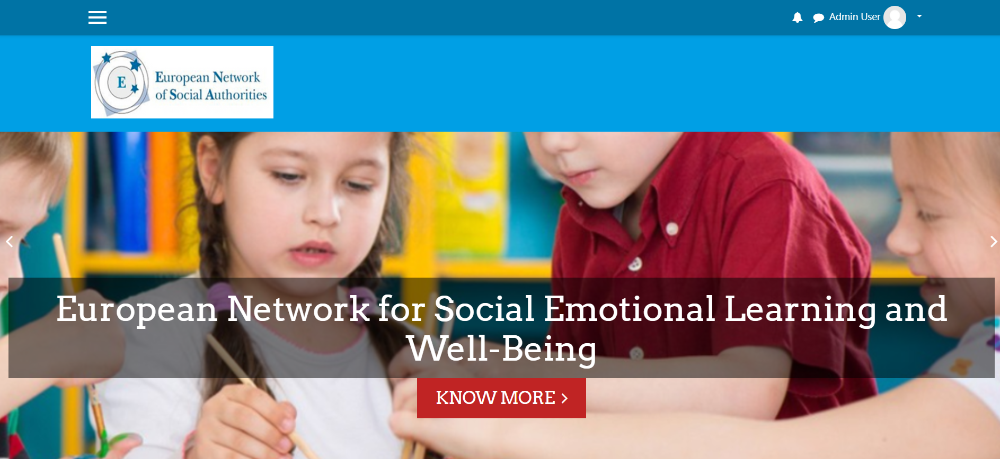 Admin User
E
European Network
of Social Authorities
European Network for Social Emotional Learning and
Well-Being
KNOW MORE